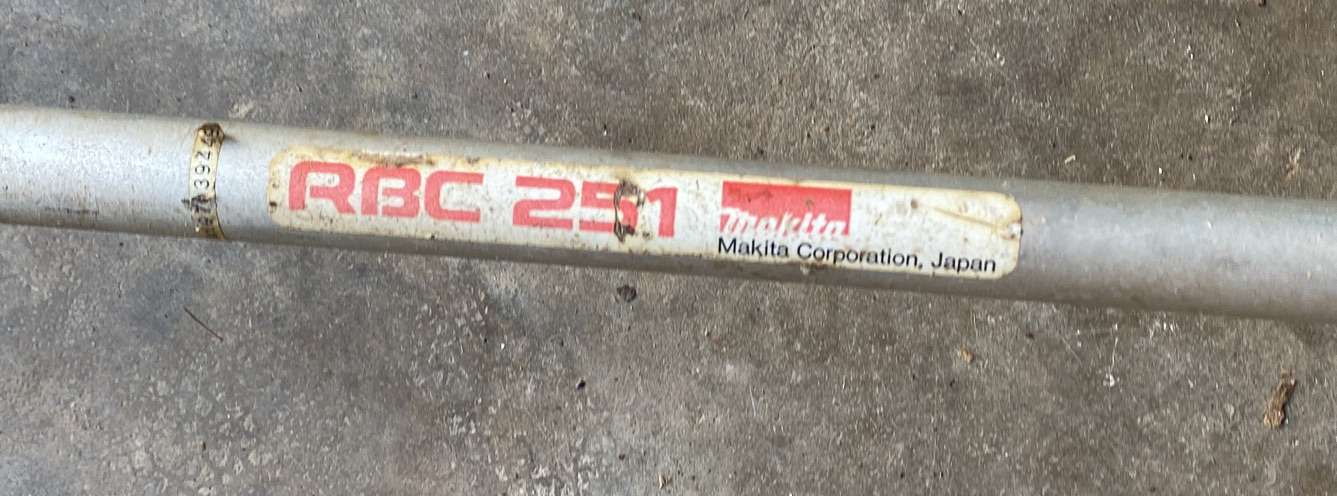 RBC 251
makita
Makita Corporation, Japan